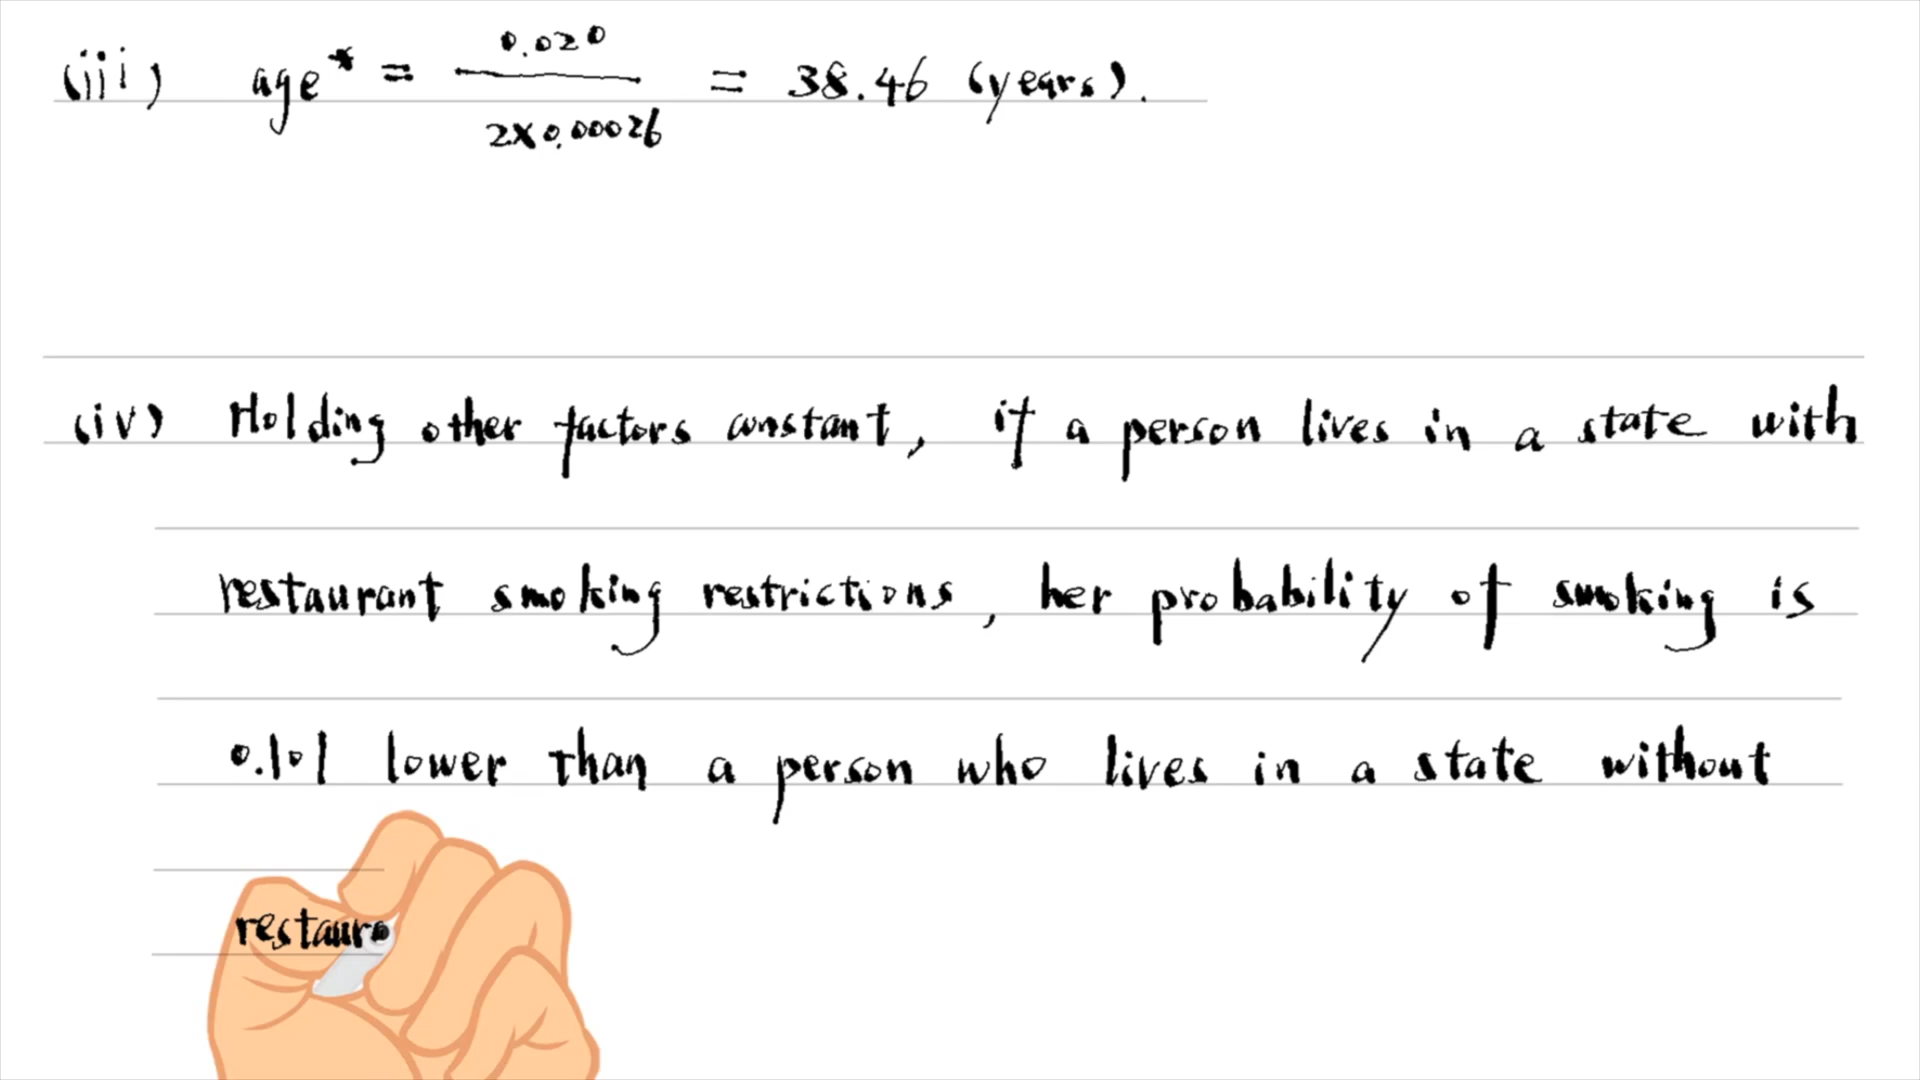 (iii) age* = 0.020 / 2×0.00026 = 38.46 (years).
(iv) Holding other factors constant, if a person lives in a state with
restaurant smoking restrictions, her probability of smoking is
0.101 lower than a person who lives in a state without
restaura